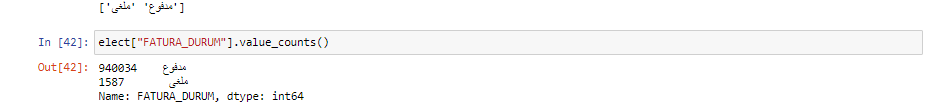 ['مدفوع' 'ملغى']
In [42]: elect["FATURA_DURUM"].value_counts()
Out[42]: 940034 مدفوع
1587 ملغى
Name: FATURA_DURUM, dtype: int64